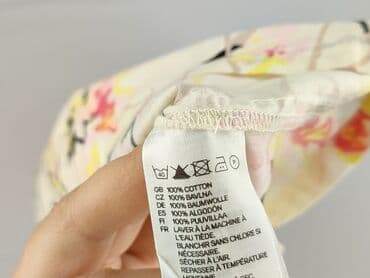 GB 100% COTTON
CZ 100% BAVLNA
DE 100% BAUMWOLLE
ES 100% ALGODÓN
FI 100% PUUVILLAA
FR LAVER À LA MACHINE À
L'EAU TIÈDE.
BLANCHIR SANS CHLORE SI
NÉCESSAIRE.
SÉCHER À L'AIR.
REPASSER À TEMPÉRATURE